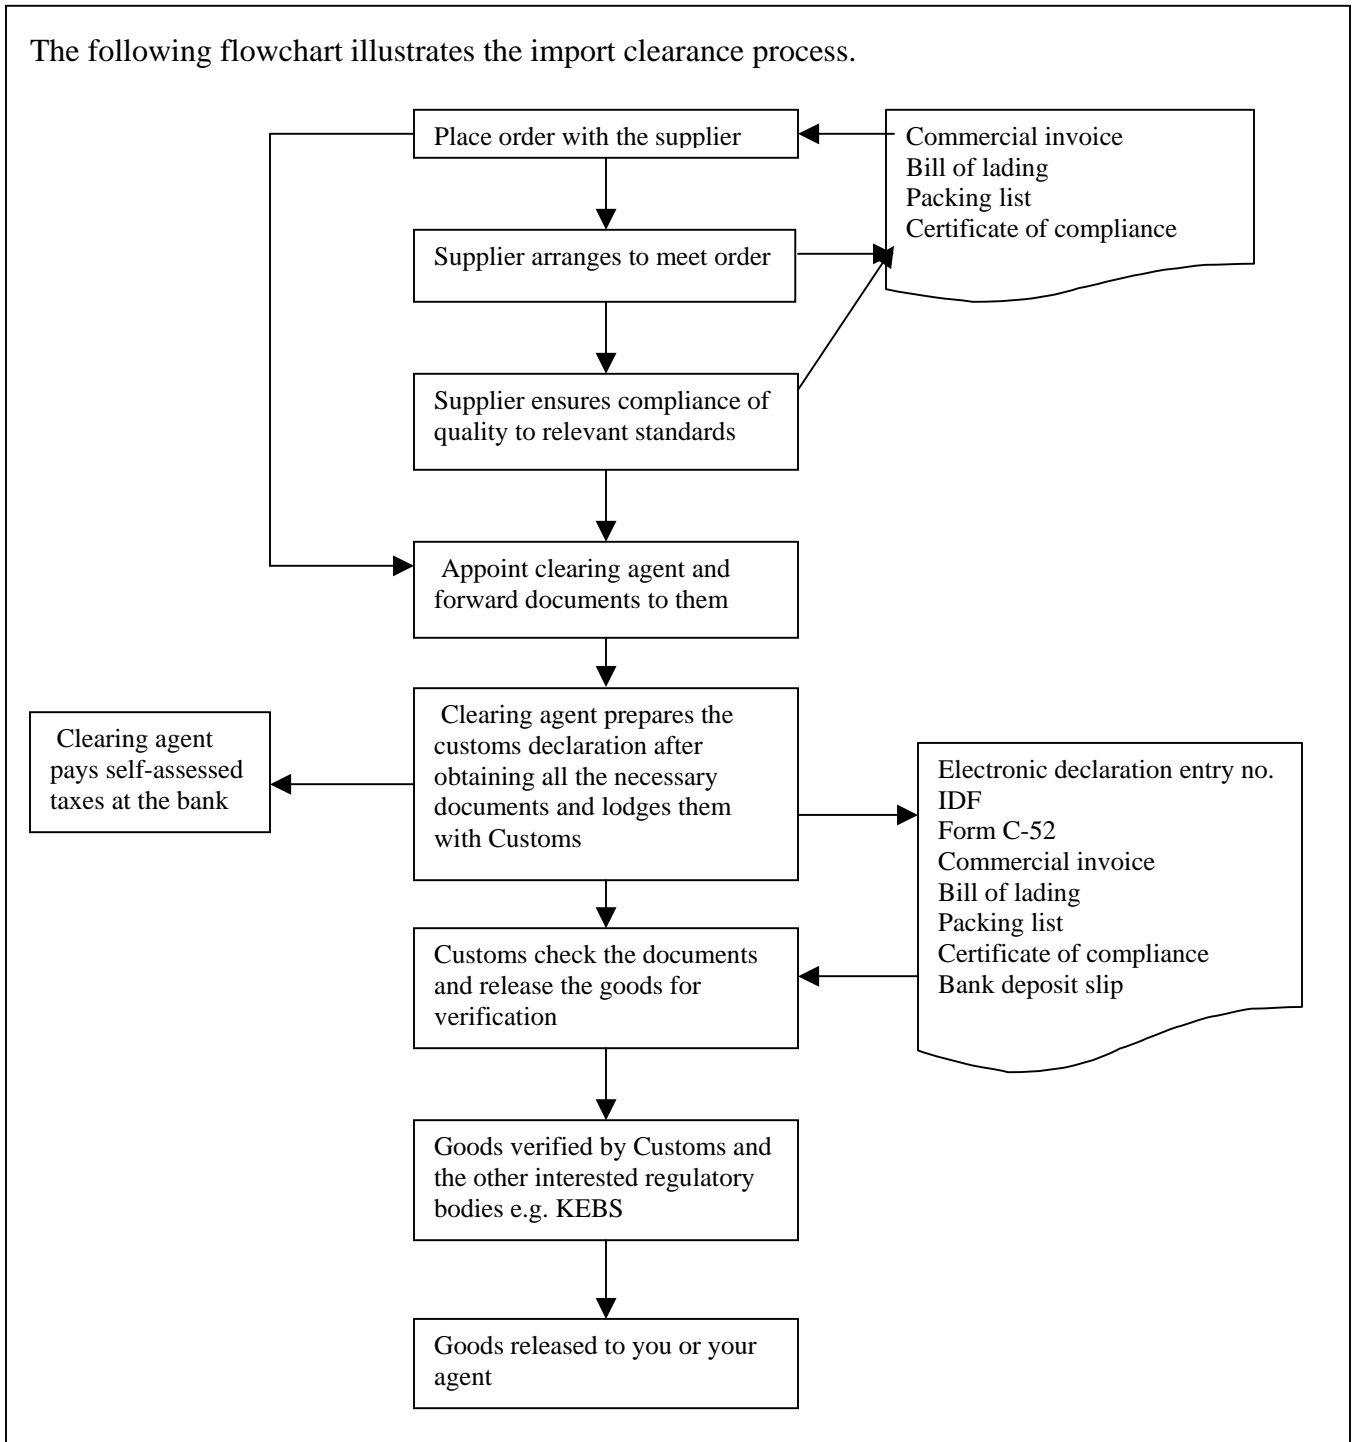 The following flowchart illustrates the import clearance process.
Place order with the supplier
Commercial invoice
Bill of lading
Packing list
Certificate of compliance
Supplier arranges to meet order
Supplier ensures compliance of
quality to relevant standards
Appoint clearing agent and
forward documents to them
Clearing agent prepares the
customs declaration after
obtaining all the necessary
documents and lodges them
with Customs
Clearing agent
pays self-assessed
taxes at the bank
Electronic declaration entry no.
IDF
Form C-52
Commercial invoice
Bill of lading
Packing list
Certificate of compliance
Bank deposit slip
Customs check the documents
and release the goods for
verification
Goods verified by Customs and
the other interested regulatory
bodies e.g. KEBS
Goods released to you or your
agent